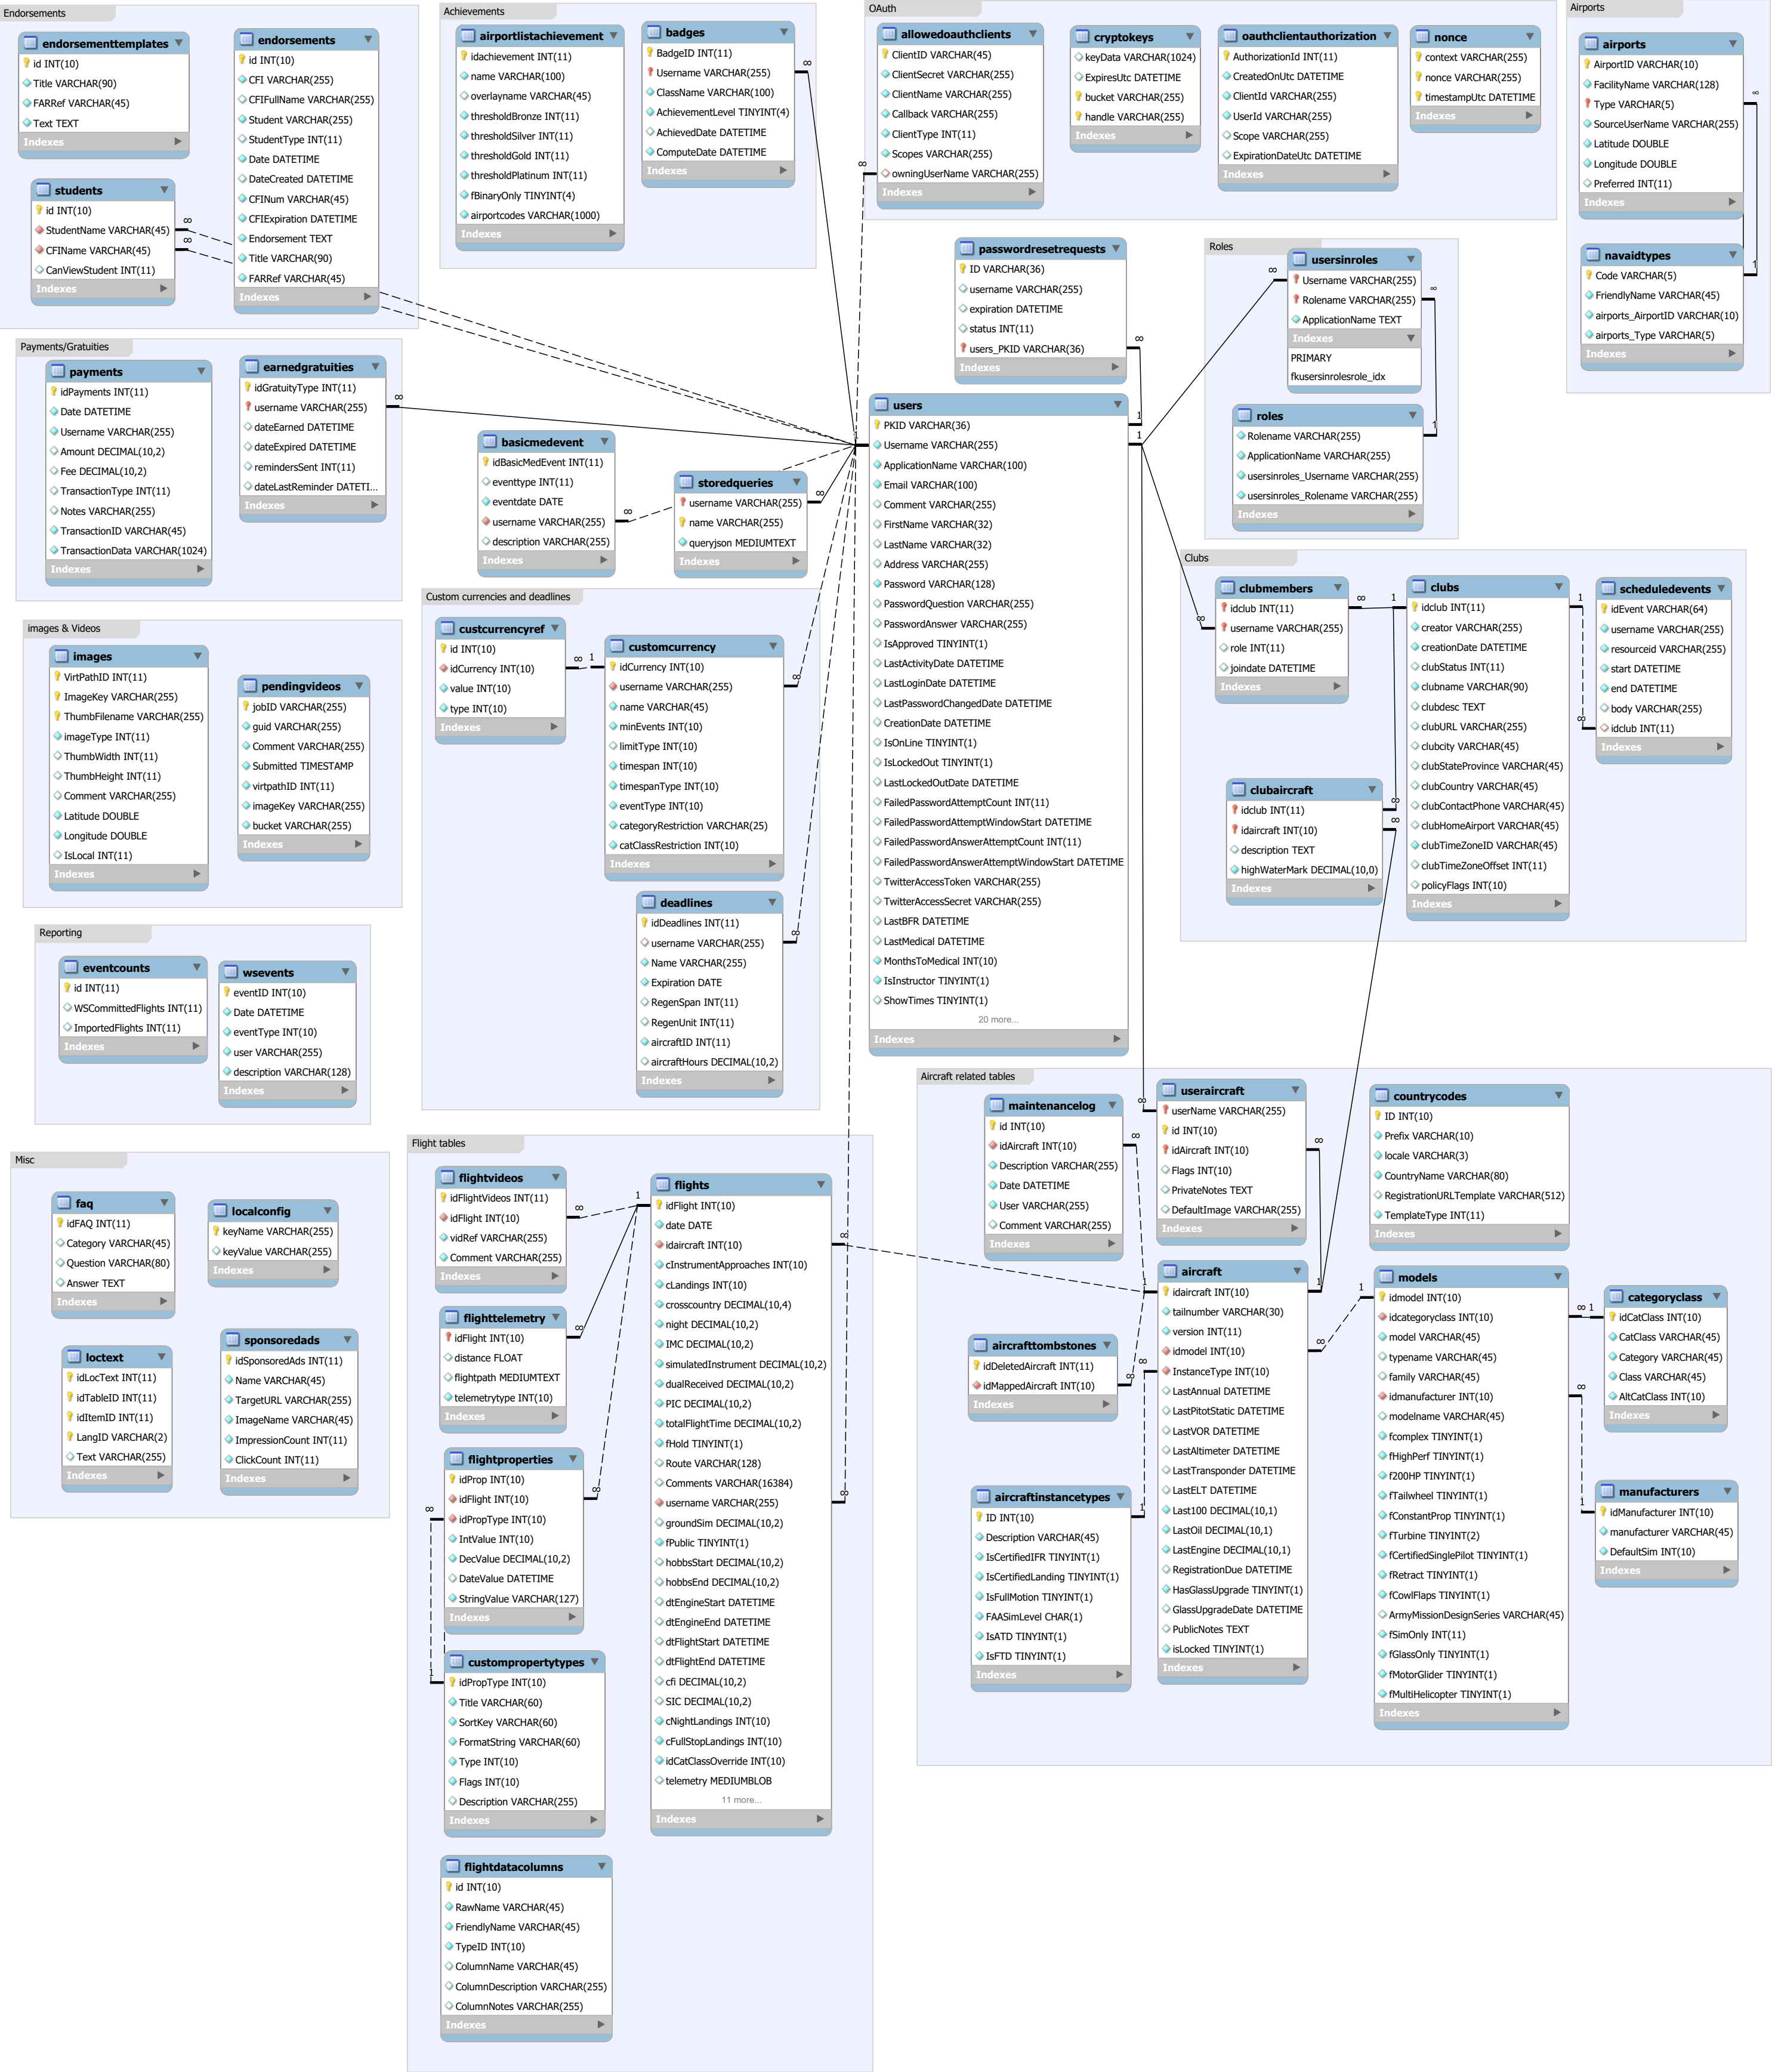 Endorsements
endorsementtemplates
id INT(10)
Title VARCHAR(90)
FARRef VARCHAR(45)
Text TEXT
Indexes
endorsements
id INT(10)
CFI VARCHAR(255)
CFIFullName VARCHAR(255)
Student VARCHAR(255)
StudentType INT(11)
Date DATETIME
DateCreated DATETIME
CFINum VARCHAR(45)
CFIExpiration DATETIME
Endorsement TEXT
Title VARCHAR(90)
FARRef VARCHAR(45)
Indexes
students
id INT(10)
StudentName VARCHAR(45)
CFIName VARCHAR(45)
CanViewStudent INT(11)
Indexes
Achievements
airportlistachievement
idachievement INT(11)
name VARCHAR(100)
overlayname VARCHAR(45)
thresholdBronze INT(11)
thresholdSilver INT(11)
thresholdGold INT(11)
thresholdPlatinum INT(11)
fBinaryOnly TINYINT(4)
airportcodes VARCHAR(1000)
Indexes
badges
BadgeID INT(11)
Username VARCHAR(255)
ClassName VARCHAR(100)
AchievementLevel TINYINT(4)
AchievedDate DATETIME
ComputeDate DATETIME
Indexes
OAuth
allowedoauthclients
ClientID VARCHAR(45)
ClientSecret VARCHAR(255)
ClientName VARCHAR(255)
Callback VARCHAR(255)
ClientType INT(11)
Scopes VARCHAR(255)
owningUserName VARCHAR(255)
Indexes
cryptokeys
keyData VARCHAR(1024)
ExpiresUtc DATETIME
bucket VARCHAR(255)
handle VARCHAR(255)
Indexes
oauthclientauthorization
AuthorizationId INT(11)
CreatedOnUtc DATETIME
ClientId VARCHAR(255)
UserId VARCHAR(255)
Scope VARCHAR(255)
ExpirationDateUtc DATETIME
Indexes
nonce
context VARCHAR(255)
nonce VARCHAR(255)
timestampUtc DATETIME
Indexes
Airports
airports
AirportID VARCHAR(10)
FacilityName VARCHAR(128)
Type VARCHAR(5)
SourceUserName VARCHAR(255)
Latitude DOUBLE
Longitude DOUBLE
Preferred INT(11)
Indexes
navaidtypes
Code VARCHAR(5)
FriendlyName VARCHAR(45)
airports_AirportID VARCHAR(10)
airports_Type VARCHAR(5)
Indexes
passwordresetrequests
ID VARCHAR(36)
username VARCHAR(255)
expiration DATETIME
status INT(11)
users_PKID VARCHAR(36)
Indexes
Roles
usersinroles
Username VARCHAR(255)
Rolename VARCHAR(255)
ApplicationName TEXT
Indexes
PRIMARY
fkusersinrolesrole_idx
roles
Rolename VARCHAR(255)
ApplicationName VARCHAR(255)
usersinroles_Username VARCHAR(255)
usersinroles_Rolename VARCHAR(255)
Indexes
Payments/Gratuities
payments
idPayments INT(11)
Date DATETIME
Username VARCHAR(255)
Amount DECIMAL(10,2)
Fee DECIMAL(10,2)
TransactionType INT(11)
Notes VARCHAR(255)
TransactionID VARCHAR(45)
TransactionData VARCHAR(1024)
Indexes
earnedgratuities
idGratuityType INT(11)
username VARCHAR(255)
dateEarned DATETIME
dateExpired DATETIME
remindersSent INT(11)
dateLastReminder DATETI...
Indexes
basicmedevent
idBasicMedEvent INT(11)
eventtype INT(11)
eventdate DATE
username VARCHAR(255)
description VARCHAR(255)
Indexes
storedqueries
username VARCHAR(255)
name VARCHAR(255)
queryjson MEDIUMTEXT
Indexes
users
PKID VARCHAR(36)
Username VARCHAR(255)
ApplicationName VARCHAR(100)
Email VARCHAR(100)
Comment VARCHAR(255)
FirstName VARCHAR(32)
LastName VARCHAR(32)
Address VARCHAR(255)
Password VARCHAR(128)
PasswordQuestion VARCHAR(255)
PasswordAnswer VARCHAR(255)
IsApproved TINYINT(1)
LastActivityDate DATETIME
LastLoginDate DATETIME
LastPasswordChangedDate DATETIME
CreationDate DATETIME
IsOnLine TINYINT(1)
IsLockedOut TINYINT(1)
LastLockedOutDate DATETIME
FailedPasswordAttemptCount INT(11)
FailedPasswordAttemptWindowStart DATETIME
FailedPasswordAnswerAttemptCount INT(11)
FailedPasswordAnswerAttemptWindowStart DATETIME
TwitterAccessToken VARCHAR(255)
TwitterAccessSecret VARCHAR(255)
LastBFR DATETIME
LastMedical DATETIME
MonthsToMedical INT(10)
IsInstructor TINYINT(1)
ShowTimes TINYINT(1)
20 more...
Indexes
Clubs
clubmembers
idclub INT(11)
username VARCHAR(255)
role INT(11)
joindate DATETIME
Indexes
clubs
idclub INT(11)
creator VARCHAR(255)
creationDate DATETIME
clubStatus INT(11)
clubname VARCHAR(90)
clubdesc TEXT
clubURL VARCHAR(255)
clubcity VARCHAR(45)
clubStateProvince VARCHAR(45)
clubCountry VARCHAR(45)
clubContactPhone VARCHAR(45)
clubHomeAirport VARCHAR(45)
clubTimeZoneID VARCHAR(45)
clubTimeZoneOffset INT(11)
policyFlags INT(10)
Indexes
scheduledevents
idEvent VARCHAR(64)
username VARCHAR(255)
resourceid VARCHAR(255)
start DATETIME
end DATETIME
body VARCHAR(255)
idclub INT(11)
Indexes
clubaircraft
idclub INT(11)
idaircraft INT(10)
description TEXT
highWaterMark DECIMAL(10,0)
Indexes
Custom currencies and deadlines
custcurrencyref
id INT(10)
idCurrency INT(10)
value INT(10)
type INT(10)
Indexes
customcurrency
idCurrency INT(10)
username VARCHAR(255)
name VARCHAR(45)
minEvents INT(10)
limitType INT(10)
timespan INT(10)
timespanType INT(10)
eventType INT(10)
categoryRestriction VARCHAR(25)
catClassRestriction INT(10)
Indexes
deadlines
idDeadlines INT(11)
username VARCHAR(255)
Name VARCHAR(255)
Expiration DATE
RegenSpan INT(11)
RegenUnit INT(11)
aircraftID INT(11)
aircraftHours DECIMAL(10,2)
Indexes
images & Videos
images
VirtPathID INT(11)
ImageKey VARCHAR(255)
ThumbFilename VARCHAR(255)
imageType INT(11)
ThumbWidth INT(11)
ThumbHeight INT(11)
Comment VARCHAR(255)
Latitude DOUBLE
Longitude DOUBLE
IsLocal INT(11)
Indexes
pendingvideos
jobID VARCHAR(255)
guid VARCHAR(255)
Comment VARCHAR(255)
Submitted TIMESTAMP
virtpathID INT(11)
imageKey VARCHAR(255)
bucket VARCHAR(255)
Indexes
Reporting
eventcounts
id INT(11)
WSCommittedFlights INT(11)
ImportedFlights INT(11)
Indexes
wsevents
eventID INT(10)
Date DATETIME
eventType INT(10)
user VARCHAR(255)
description VARCHAR(128)
Indexes
Misc
faq
idFAQ INT(11)
Category VARCHAR(45)
Question VARCHAR(80)
Answer TEXT
Indexes
localconfig
keyName VARCHAR(255)
keyValue VARCHAR(255)
Indexes
loctext
idLocText INT(11)
idTableID INT(11)
idItemID INT(11)
LangID VARCHAR(2)
Text VARCHAR(255)
Indexes
sponsoredads
idSponsoredAds INT(11)
Name VARCHAR(45)
TargetURL VARCHAR(255)
ImageName VARCHAR(45)
ImpressionCount INT(11)
ClickCount INT(11)
Indexes
Flight tables
flightvideos
idFlightVideos INT(11)
idFlight INT(10)
vidRef VARCHAR(255)
Comment VARCHAR(255)
Indexes
flighttelemetry
idFlight INT(10)
distance FLOAT
flightpath MEDIUMTEXT
telemetrytype INT(10)
Indexes
flightproperties
idProp INT(10)
idFlight INT(10)
idPropType INT(10)
IntValue INT(10)
DecValue DECIMAL(10,2)
DateValue DATETIME
StringValue VARCHAR(127)
Indexes
custompropertytypes
idPropType INT(10)
Title VARCHAR(60)
SortKey VARCHAR(60)
FormatString VARCHAR(60)
Type INT(10)
Flags INT(10)
Description VARCHAR(255)
Indexes
flightdatacolumns
id INT(10)
RawName VARCHAR(45)
FriendlyName VARCHAR(45)
TypeID INT(10)
ColumnName VARCHAR(45)
ColumnDescription VARCHAR(255)
ColumnNotes VARCHAR(255)
Indexes
flights
idFlight INT(10)
date DATE
idaircraft INT(10)
cInstrumentApproaches INT(10)
cLandings INT(10)
crosscountry DECIMAL(10,4)
night DECIMAL(10,2)
IMC DECIMAL(10,2)
simulatedInstrument DECIMAL(10,2)
dualReceived DECIMAL(10,2)
PIC DECIMAL(10,2)
totalFlightTime DECIMAL(10,2)
fHold TINYINT(1)
Route VARCHAR(128)
Comments VARCHAR(16384)
username VARCHAR(255)
groundSim DECIMAL(10,2)
fPublic TINYINT(1)
hobbsStart DECIMAL(10,2)
hobbsEnd DECIMAL(10,2)
dtEngineStart DATETIME
dtEngineEnd DATETIME
dtFlightStart DATETIME
dtFlightEnd DATETIME
cfi DECIMAL(10,2)
SIC DECIMAL(10,2)
cNightLandings INT(10)
cFullStopLandings INT(10)
idCatClassOverride INT(10)
telemetry MEDIUMBLOB
11 more...
Indexes
Aircraft related tables
maintenancelog
id INT(10)
idAircraft INT(10)
Description VARCHAR(255)
Date DATETIME
User VARCHAR(255)
Comment VARCHAR(255)
Indexes
useraircraft
userName VARCHAR(255)
id INT(10)
idAircraft INT(10)
Flags INT(10)
PrivateNotes TEXT
DefaultImage VARCHAR(255)
Indexes
countrycodes
ID INT(10)
Prefix VARCHAR(10)
locale VARCHAR(3)
CountryName VARCHAR(80)
RegistrationURLTemplate VARCHAR(512)
TemplateType INT(11)
Indexes
aircrafttombstones
idDeletedAircraft INT(11)
idMappedAircraft INT(10)
Indexes
aircraftinstancetypes
ID INT(10)
Description VARCHAR(45)
IsCertifiedIFR TINYINT(1)
IsCertifiedLanding TINYINT(1)
IsFullMotion TINYINT(1)
FAASimLevel CHAR(1)
IsATD TINYINT(1)
IsFTD TINYINT(1)
Indexes
aircraft
idaircraft INT(10)
tailnumber VARCHAR(30)
version INT(11)
idmodel INT(10)
InstanceType INT(10)
LastAnnual DATETIME
LastPitotStatic DATETIME
LastVOR DATETIME
LastAltimeter DATETIME
LastTransponder DATETIME
LastELT DATETIME
Last100 DECIMAL(10,1)
LastOil DECIMAL(10,1)
LastEngine DECIMAL(10,1)
RegistrationDue DATETIME
HasGlassUpgrade TINYINT(1)
GlassUpgradeDate DATETIME
PublicNotes TEXT
isLocked TINYINT(1)
Indexes
models
idmodel INT(10)
idcategoryclass INT(10)
model VARCHAR(45)
typename VARCHAR(45)
family VARCHAR(45)
idmanufacturer INT(10)
modelname VARCHAR(45)
fcomplex TINYINT(1)
fHighPerf TINYINT(1)
f200HP TINYINT(1)
fTailwheel TINYINT(1)
fConstantProp TINYINT(1)
fTurbine TINYINT(2)
fCertifiedSinglePilot TINYINT(1)
fRetract TINYINT(1)
fCowlFlaps TINYINT(1)
ArmyMissionDesignSeries VARCHAR(45)
fSimOnly INT(11)
fGlassOnly TINYINT(1)
fMotorGlider TINYINT(1)
fMultiHelicopter TINYINT(1)
Indexes
categoryclass
idCatClass INT(10)
CatClass VARCHAR(45)
Category VARCHAR(45)
Class VARCHAR(45)
AltCatClass INT(10)
Indexes
manufacturers
idManufacturer INT(10)
manufacturer VARCHAR(45)
DefaultSim INT(10)
Indexes